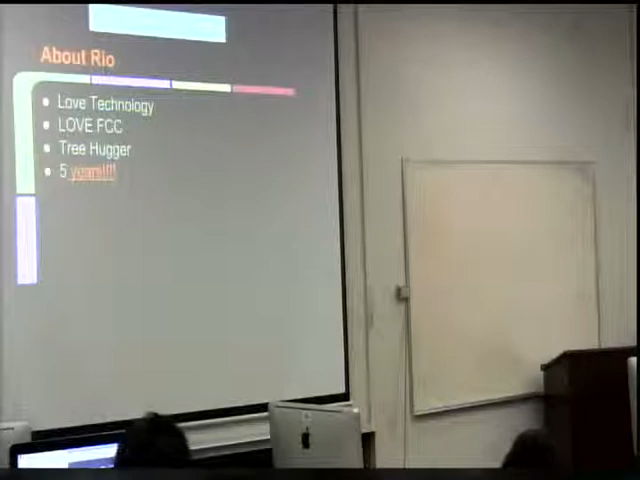 About Rio
Love Technology
LOVE FCC
Tree Hugger
5 years!!!!